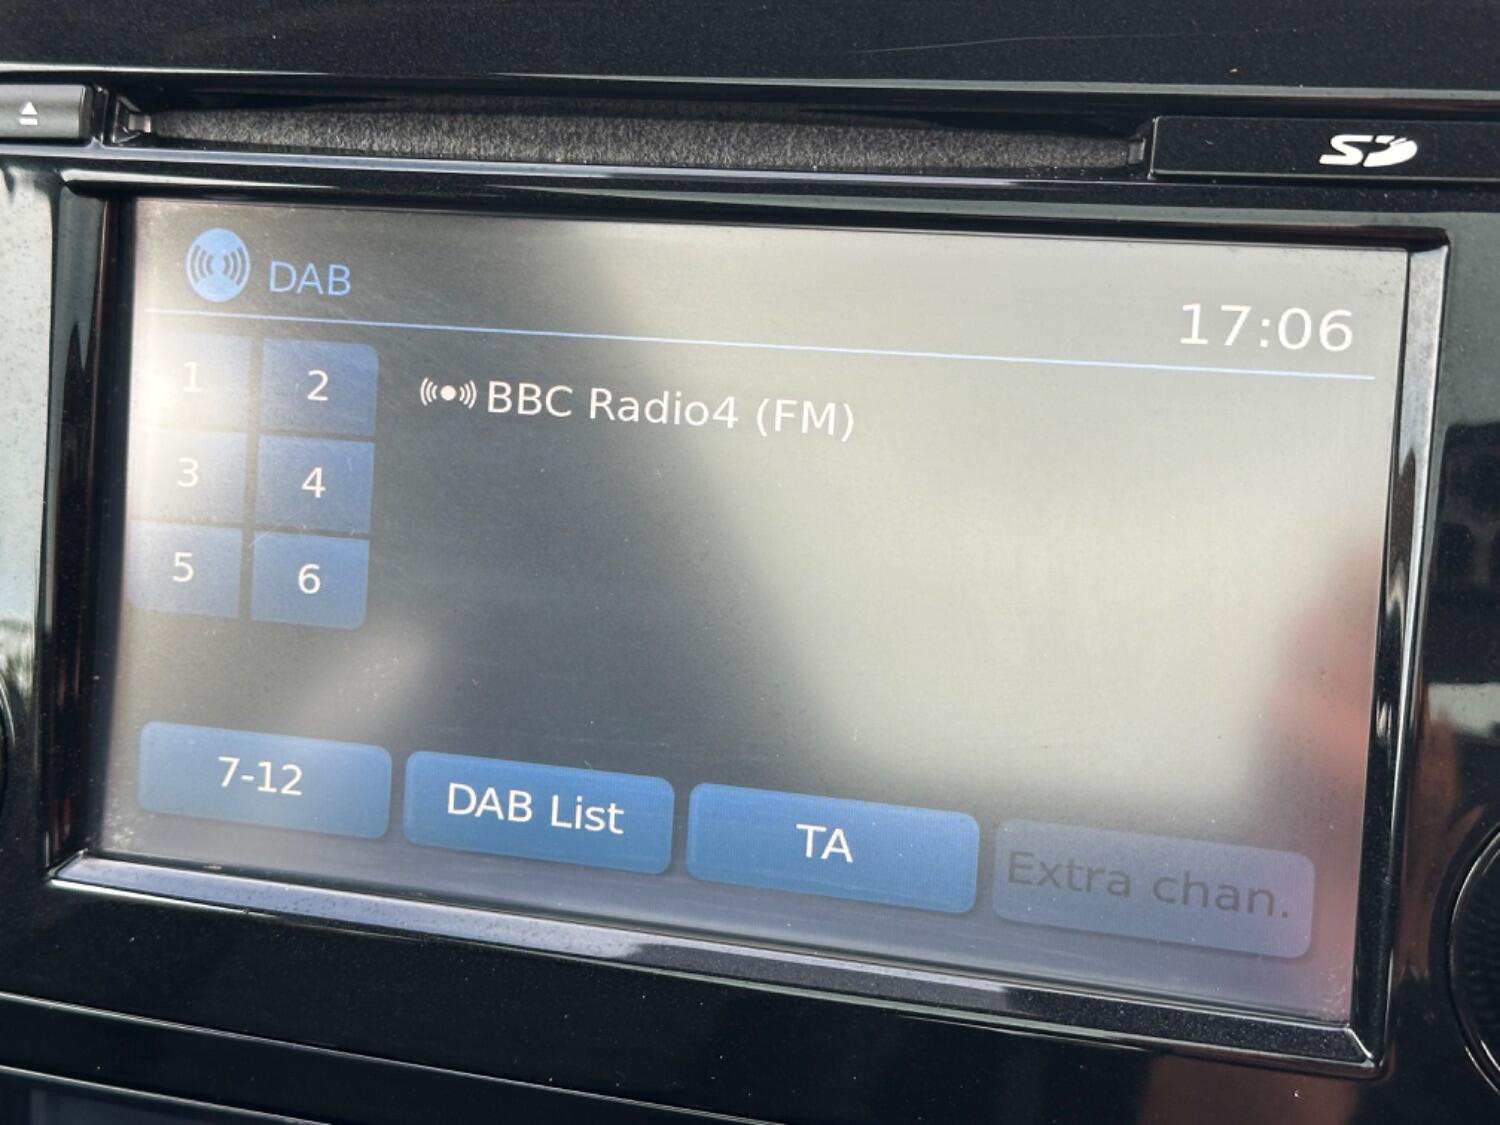 SD
DAB
17:06
1 2
BBC Radio4 (FM)
3 4
5 6
7-12 DAB List TA Extra chan.